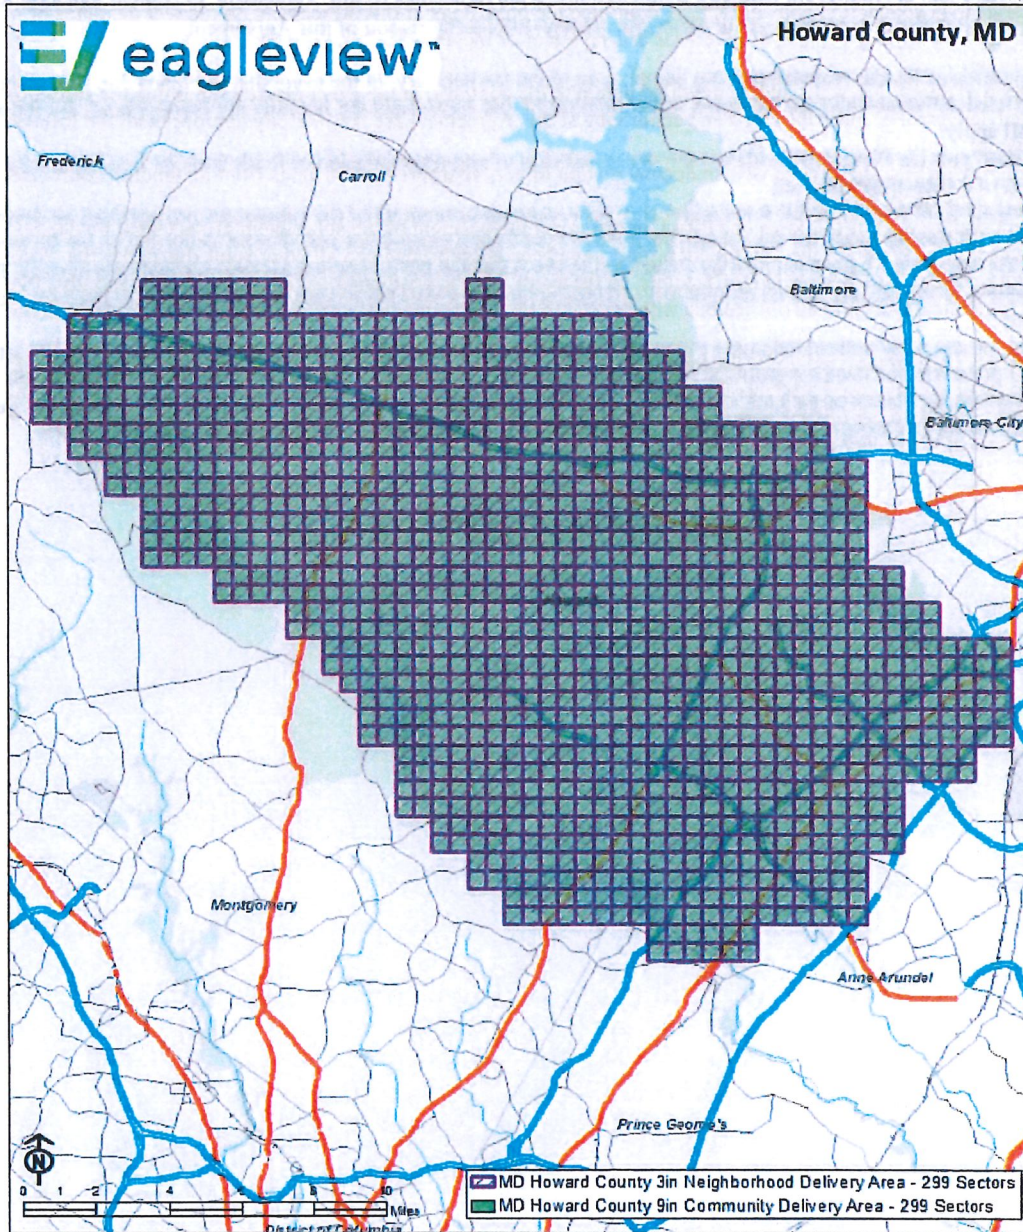 eagleview™
Howard County, MD
Frederick
Carroll
Baltimore
Baltimore City
Montgomery
Anne Arundel
Prince George's
N
0 1 2 4 6 8 10
Miles
District of Columbia
MD Howard County 3in Neighborhood Delivery Area - 299 Sectors
MD Howard County 9in Community Delivery Area - 299 Sectors